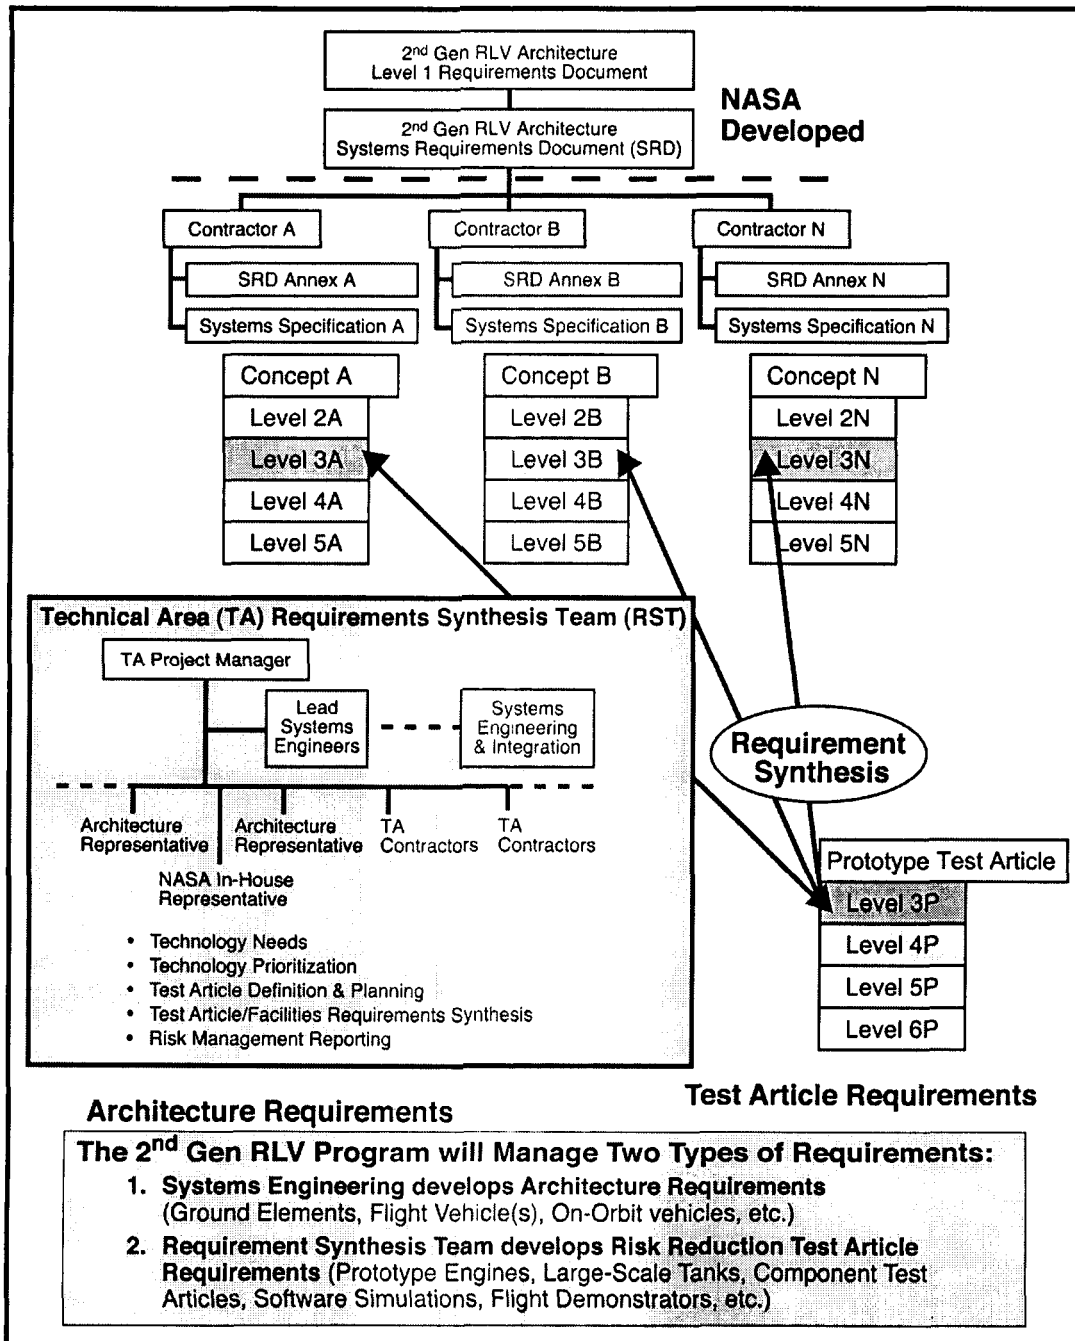 2nd Gen RLV Architecture
Level 1 Requirements Document
NASA
Developed
2nd Gen RLV Architecture
Systems Requirements Document (SRD)
Contractor A
Contractor B
Contractor N
SRD Annex A
SRD Annex B
SRD Annex N
Systems Specification A
Systems Specification B
Systems Specification N
Concept A
Concept B
Concept N
Level 2A
Level 2B
Level 2N
Level 3A
Level 3B
Level 3N
Level 4A
Level 4B
Level 4N
Level 5A
Level 5B
Level 5N
Technical Area (TA) Requirements Synthesis Team (RST)
TA Project Manager
Lead
Systems
Engineers
Systems
Engineering
& Integration
Requirement
Synthesis
Architecture
Representative
Architecture
Representative
TA
Contractors
TA
Contractors
NASA In-House
Representative
Prototype Test Article
Level 3P
Level 4P
Level 5P
Level 6P
• Technology Needs
• Technology Prioritization
• Test Article Definition & Planning
• Test Article/Facilities Requirements Synthesis
• Risk Management Reporting
Test Article Requirements
Architecture Requirements
The 2nd Gen RLV Program will Manage Two Types of Requirements:
1. Systems Engineering develops Architecture Requirements
(Ground Elements, Flight Vehicle(s), On-Orbit vehicles, etc.)
2. Requirement Synthesis Team develops Risk Reduction Test Article
Requirements (Prototype Engines, Large-Scale Tanks, Component Test
Articles, Software Simulations, Flight Demonstrators, etc.)